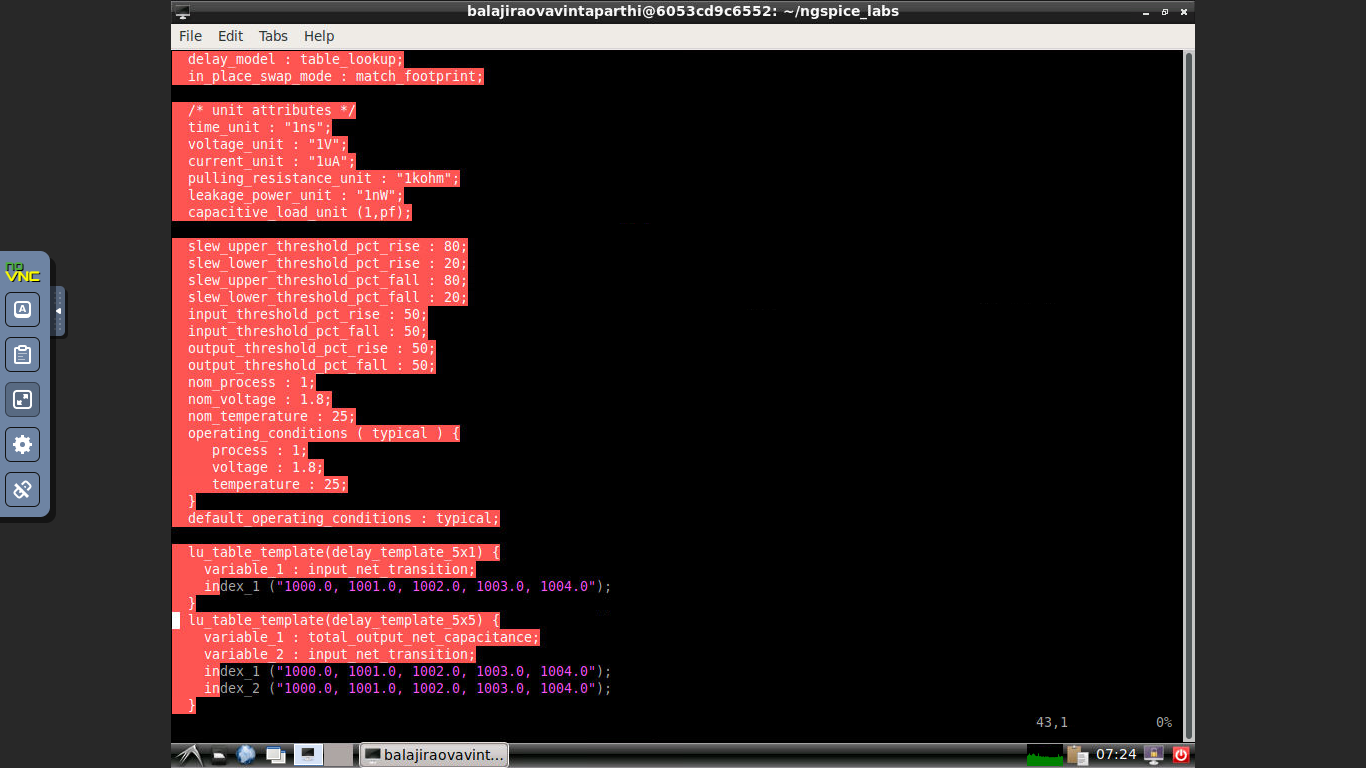 balajiraovavintaparthi@6053cd9c6552: ~/ngspice_labs
File Edit Tabs Help
delay_model : table_lookup;
in_place_swap_mode : match_footprint;
/* unit attributes */
time_unit : "1ns";
voltage_unit : "1V";
current_unit : "1uA";
pulling_resistance_unit : "1kohm";
leakage_power_unit : "1nW";
capacitive_load_unit (1,pf);
slew_upper_threshold_pct_rise : 80;
slew_lower_threshold_pct_rise : 20;
slew_upper_threshold_pct_fall : 80;
slew_lower_threshold_pct_fall : 20;
input_threshold_pct_rise : 50;
input_threshold_pct_fall : 50;
output_threshold_pct_rise : 50;
output_threshold_pct_fall : 50;
nom_process : 1;
nom_voltage : 1.8;
nom_temperature : 25;
operating_conditions ( typical ) {
process : 1;
voltage : 1.8;
temperature : 25;
}
default_operating_conditions : typical;
lu_table_template(delay_template_5x1) {
variable_1 : input_net_transition;
index_1 ("1000.0, 1001.0, 1002.0, 1003.0, 1004.0");
}
lu_table_template(delay_template_5x5) {
variable_1 : total_output_net_capacitance;
variable_2 : input_net_transition;
index_1 ("1000.0, 1001.0, 1002.0, 1003.0, 1004.0");
index_2 ("1000.0, 1001.0, 1002.0, 1003.0, 1004.0");
}
43,1 0%
noVNC
A
balajiraovavint... 07:24